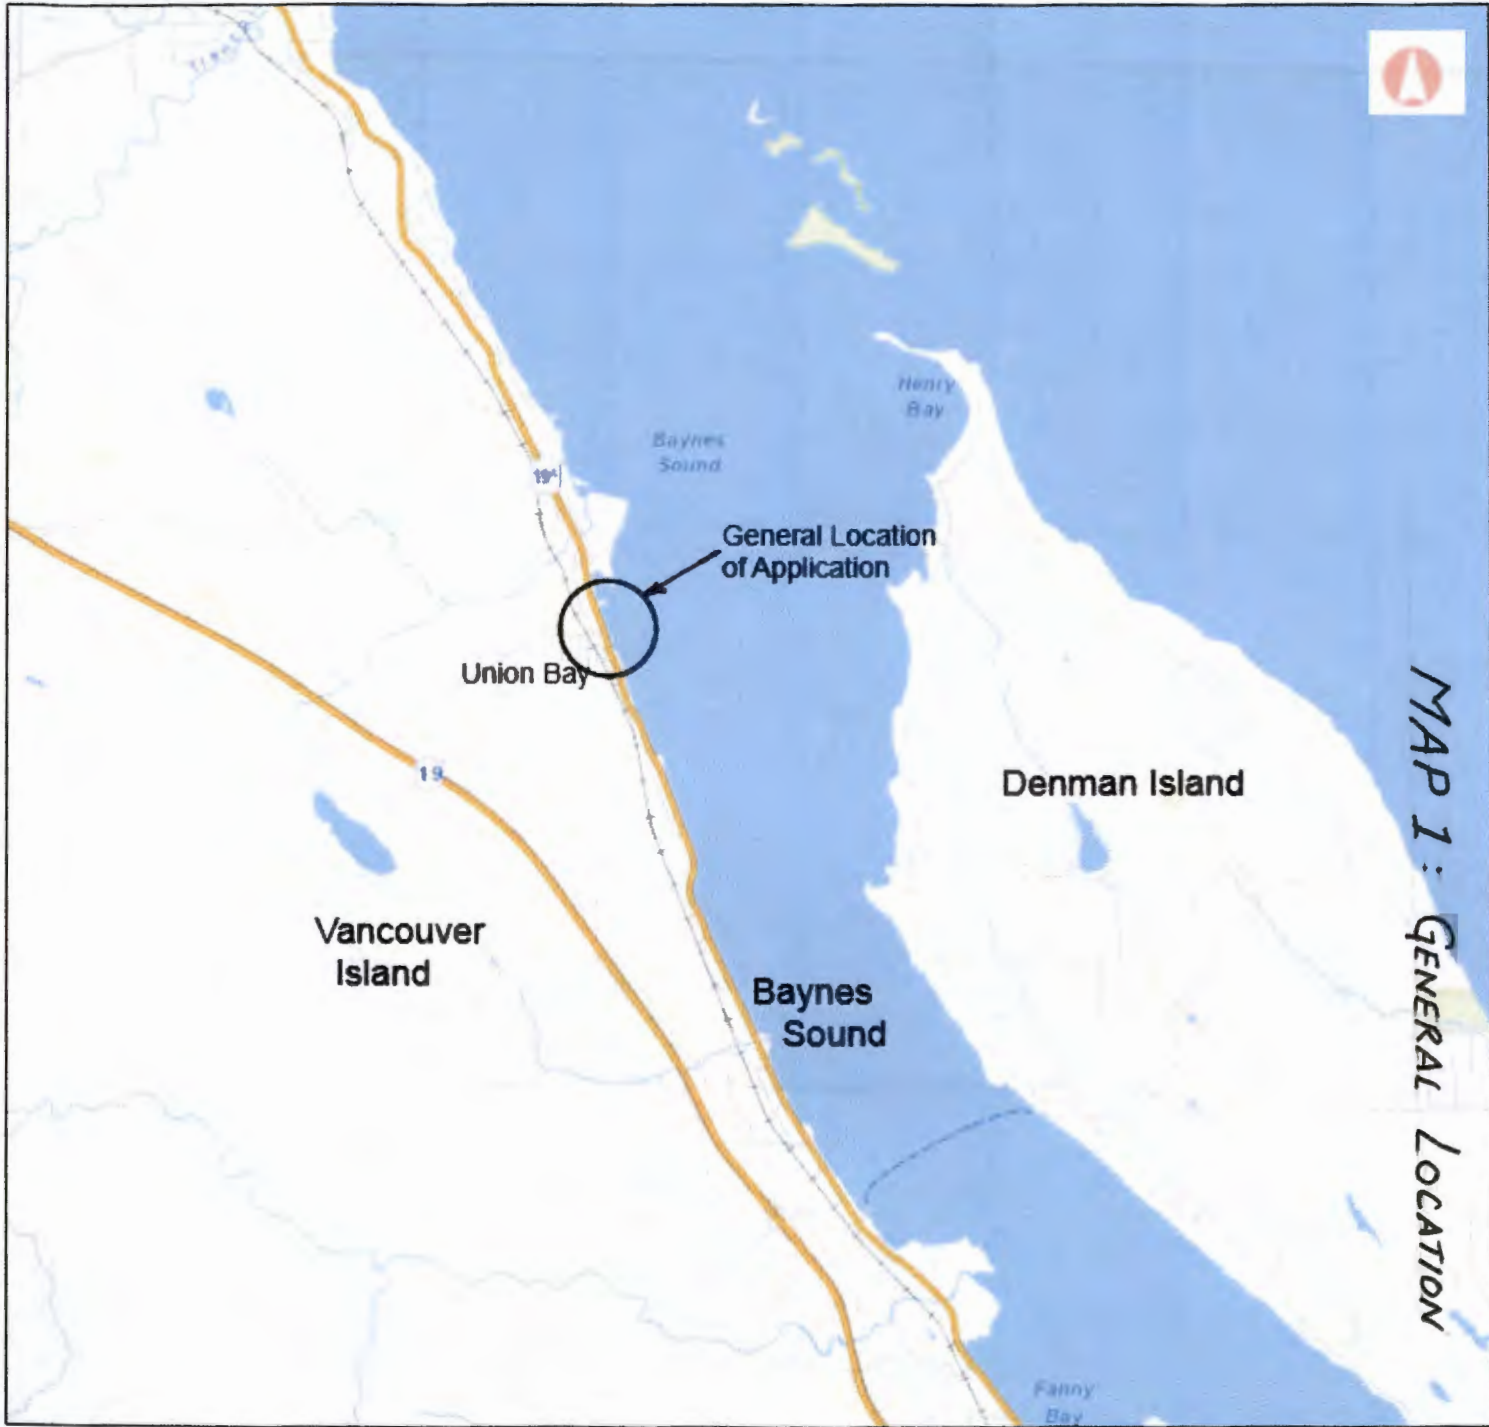 Trent
Henry
Bay
Baynes
Sound
19A
General Location
of Application
Union Bay
19
Denman Island
Vancouver
Island
Baynes
Sound
Fanny
Bay
MAP 1: GENERAL LOCATION